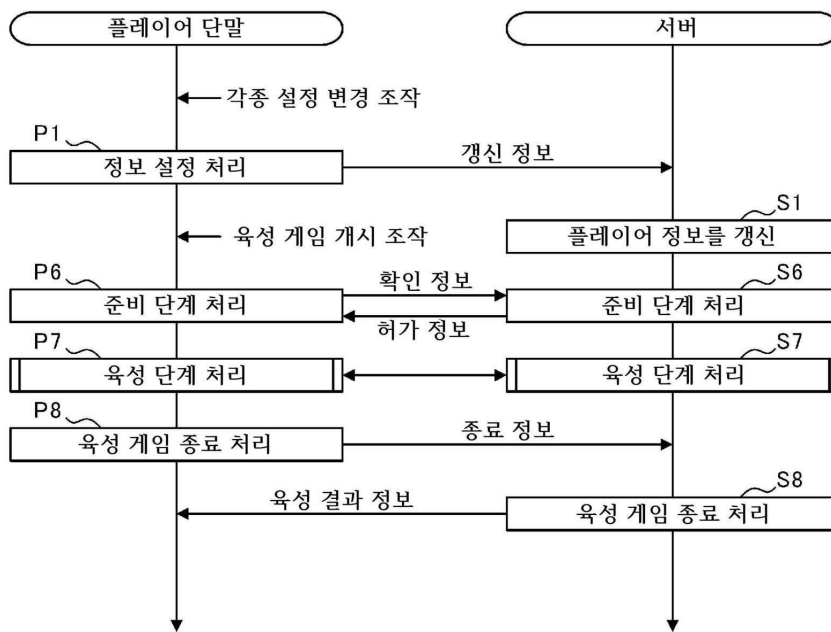 플레이어 단말
서버
각종 설정 변경 조작
P1
정보 설정 처리
갱신 정보
S1
육성 게임 개시 조작
플레이어 정보를 갱신
P6
확인 정보
S6
준비 단계 처리
준비 단계 처리
허가 정보
P7
S7
육성 단계 처리
육성 단계 처리
P8
육성 게임 종료 처리
종료 정보
S8
육성 결과 정보
육성 게임 종료 처리